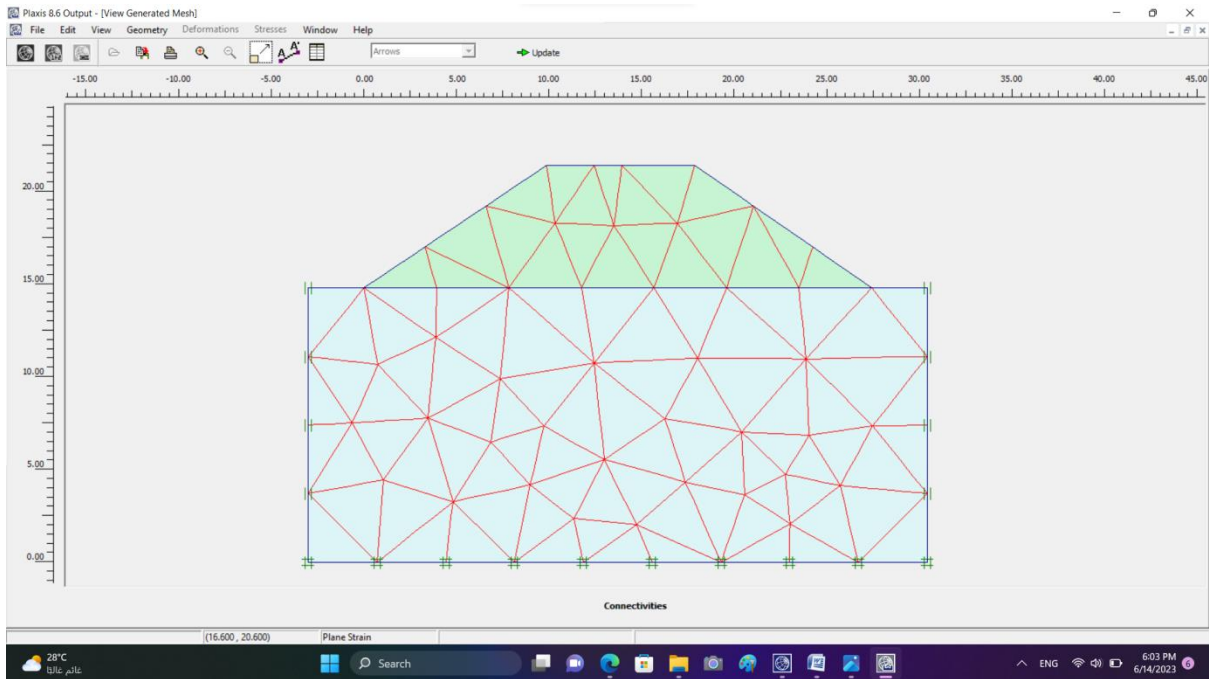 Plaxis 8.6 Output - [View Generated Mesh]
File Edit View Geometry Deformations Stresses Window Help
Arrows Update
-15.00 -10.00 -5.00 0.00 5.00 10.00 15.00 20.00 25.00 30.00 35.00 40.00 45.00
20.00
15.00
10.00
5.00
0.00
Connectivities
(16.600 , 20.600) Plane Strain
28°C
غائم غالبًا
Search
ENG
6:03 PM
6/14/2023
6